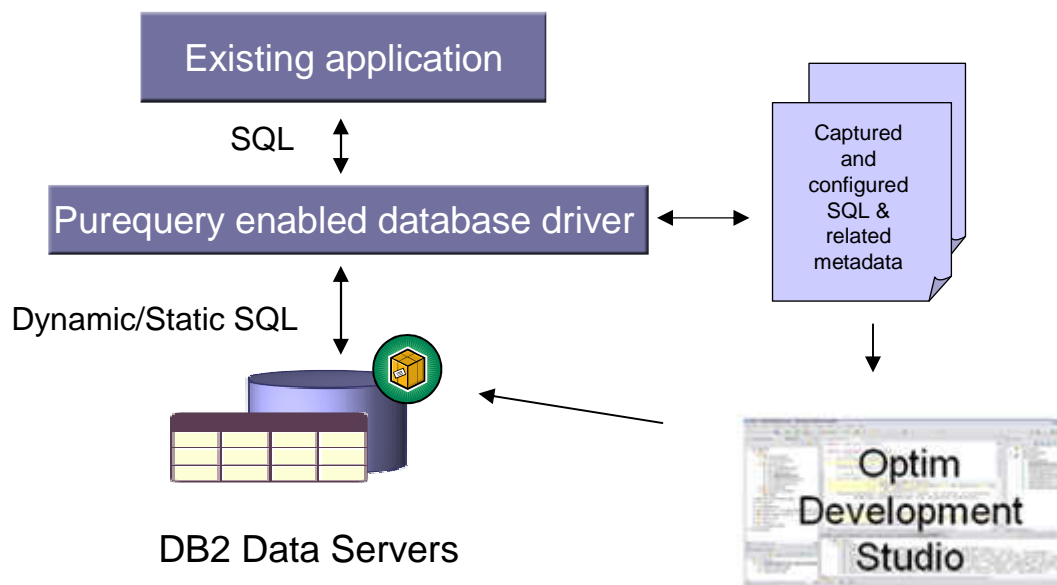 Existing application
SQL
Purequery enabled database driver
Captured
and
configured
SQL &
related
metadata
Dynamic/Static SQL
DB2 Data Servers
Optim
Development
Studio